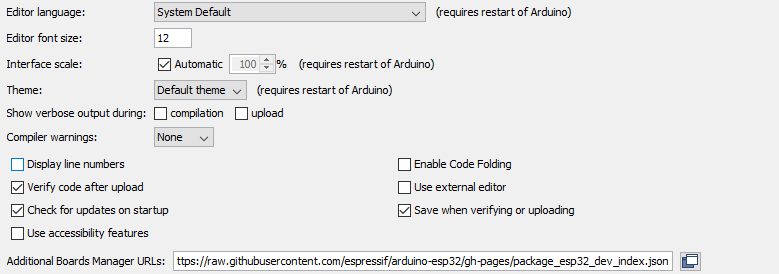 Editor language: System Default (requires restart of Arduino)
Editor font size: 12
Interface scale: Automatic 100 % (requires restart of Arduino)
Theme: Default theme (requires restart of Arduino)
Show verbose output during: compilation upload
Compiler warnings: None
Display line numbers Enable Code Folding
Verify code after upload Use external editor
Check for updates on startup Save when verifying or uploading
Use accessibility features
Additional Boards Manager URLs: ttps://raw.githubusercontent.com/espressif/arduino-esp32/gh-pages/package_esp32_dev_index.json